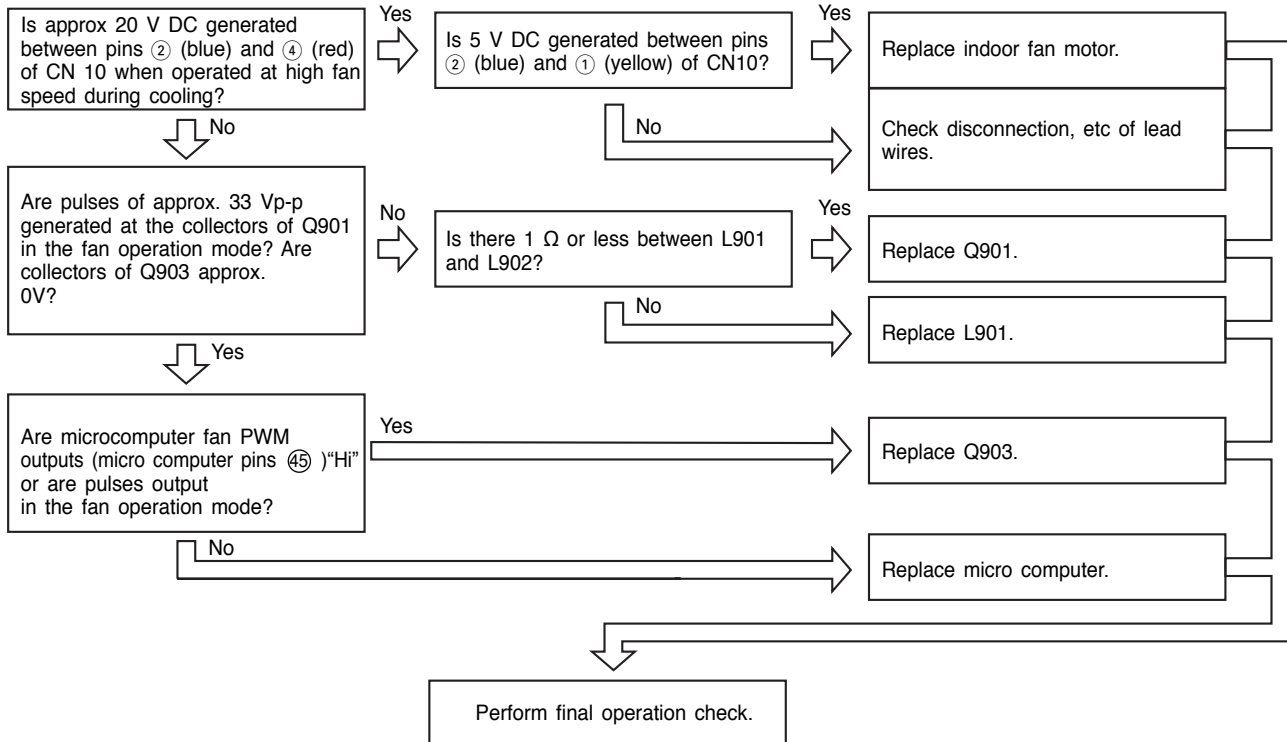 Is approx 20 V DC generated
between pins ② (blue) and ④ (red)
of CN 10 when operated at high fan
speed during cooling?
Yes
Is 5 V DC generated between pins
② (blue) and ① (yellow) of CN10?
Yes
Replace indoor fan motor.
No
Check disconnection, etc of lead
wires.
No
Are pulses of approx. 33 Vp-p
generated at the collectors of Q901
in the fan operation mode? Are
collectors of Q903 approx.
0V?
No
Is there 1 Ω or less between L901
and L902?
Yes
Replace Q901.
No
Replace L901.
Yes
Are microcomputer fan PWM
outputs (micro computer pins ㊺ )“Hi”
or are pulses output
in the fan operation mode?
Yes
Replace Q903.
No
Replace micro computer.
Perform final operation check.